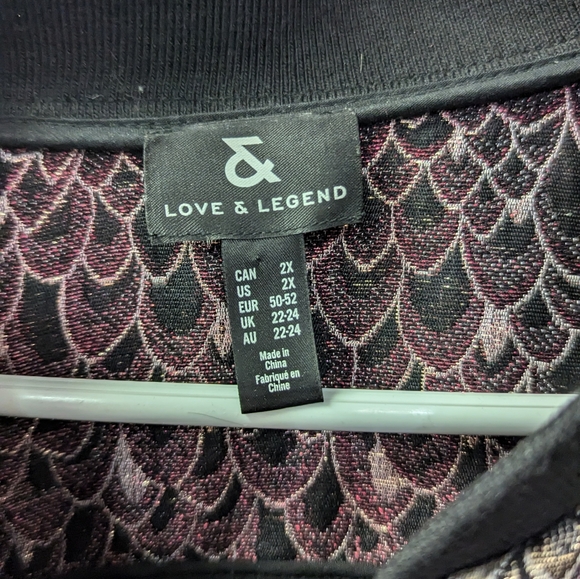 &
LOVE & LEGEND
CAN 2X
US 2X
EUR 50-52
UK 22-24
AU 22-24
Made in
China
Fabriqué en
Chine